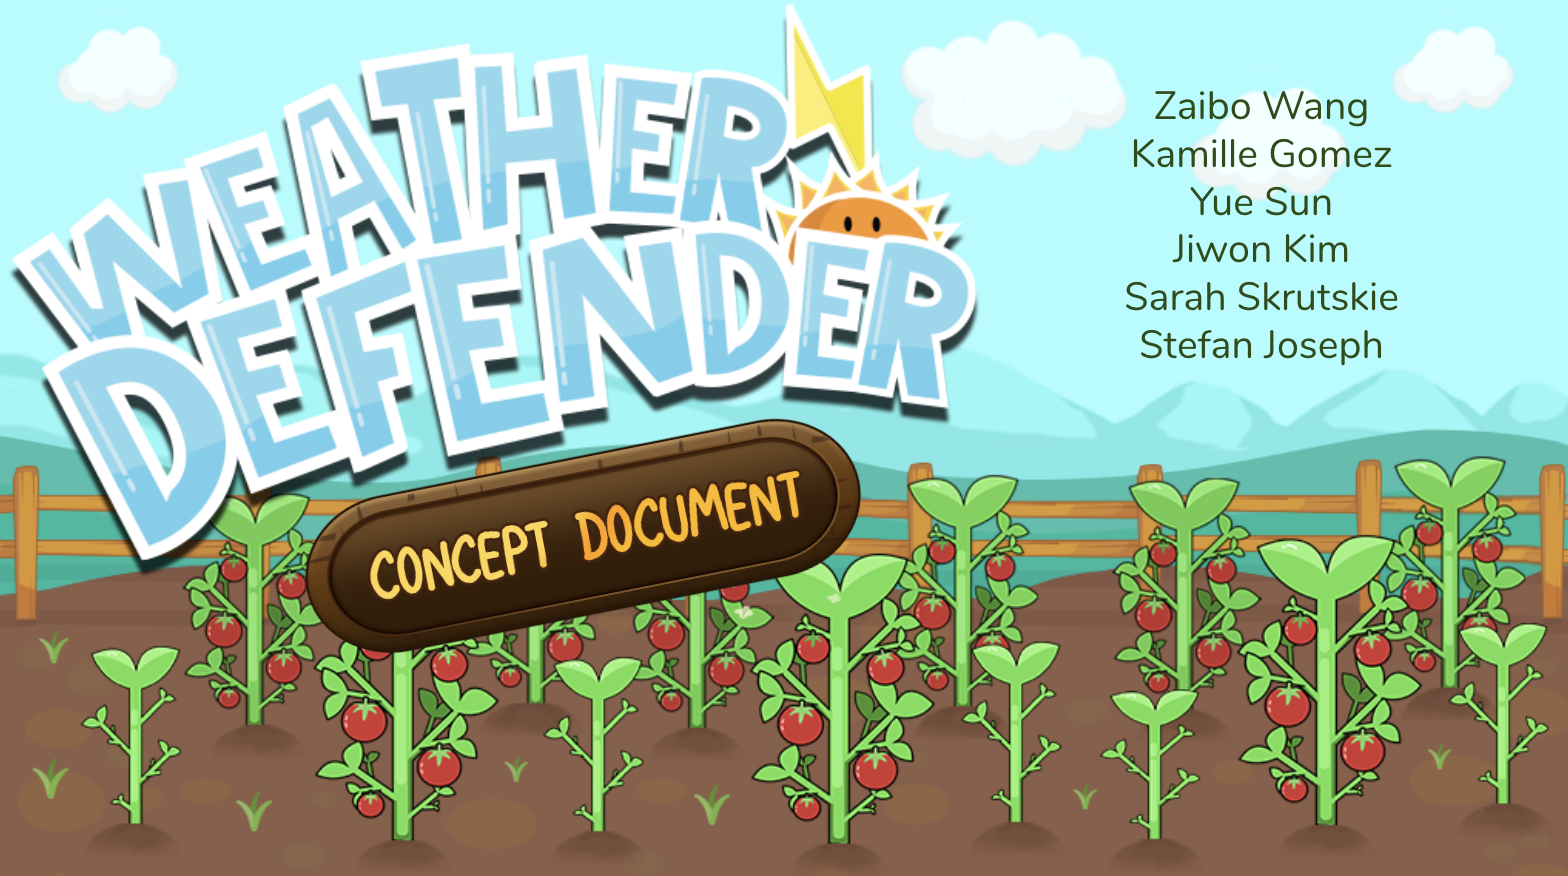 WEATHER
DEFENDER
CONCEPT DOCUMENT
Zaibo Wang
Kamille Gomez
Yue Sun
Jiwon Kim
Sarah Skrutskie
Stefan Joseph